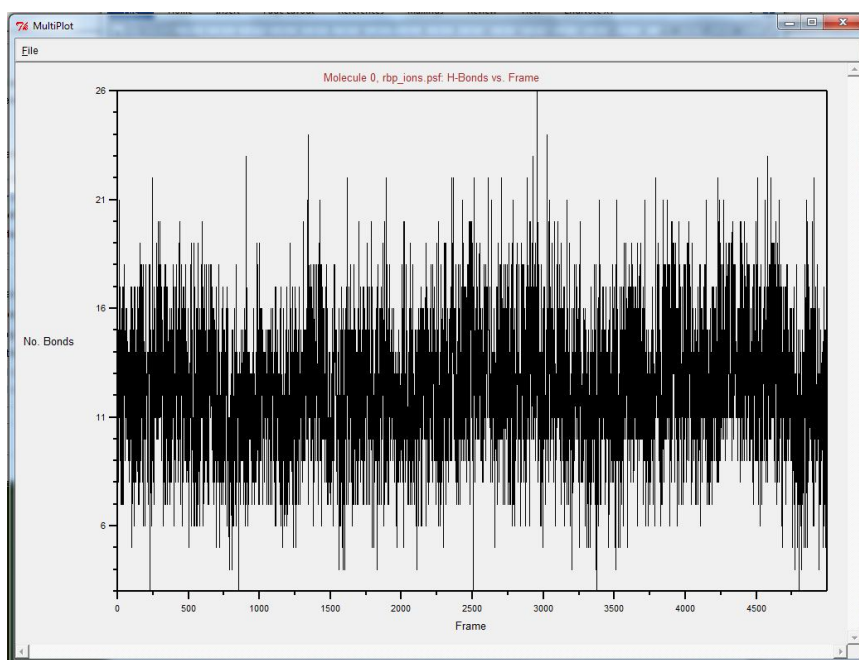 MultiPlot
File
Molecule 0, rbp_ions.psf: H-Bonds vs. Frame
26
21
16
No. Bonds
11
6
0 500 1000 1500 2000 2500 3000 3500 4000 4500
Frame